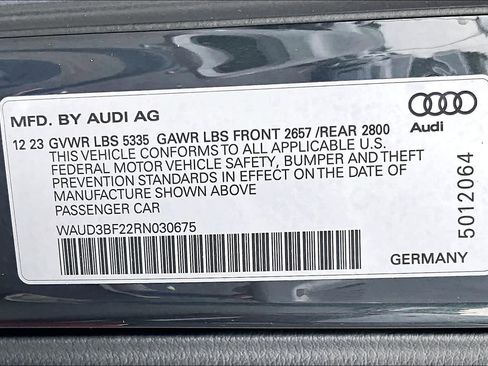 MFD. BY AUDI AG
12 23 GVWR LBS 5335 GAWR LBS FRONT 2657 /REAR 2800
THIS VEHICLE CONFORMS TO ALL APPLICABLE U.S.
FEDERAL MOTOR VEHICLE SAFETY, BUMPER AND THEFT
PREVENTION STANDARDS IN EFFECT ON THE DATE OF
MANUFACTURE SHOWN ABOVE
PASSENGER CAR
WAUD3BF22RN030675
Audi
5012064
GERMANY